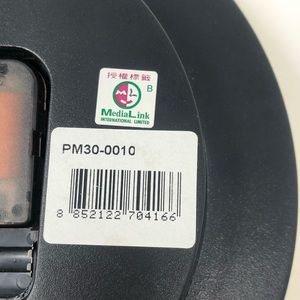 授權標籤
B
MediaLink
INTERNATIONAL LIMITED
PM30-0010
8 852122 704166